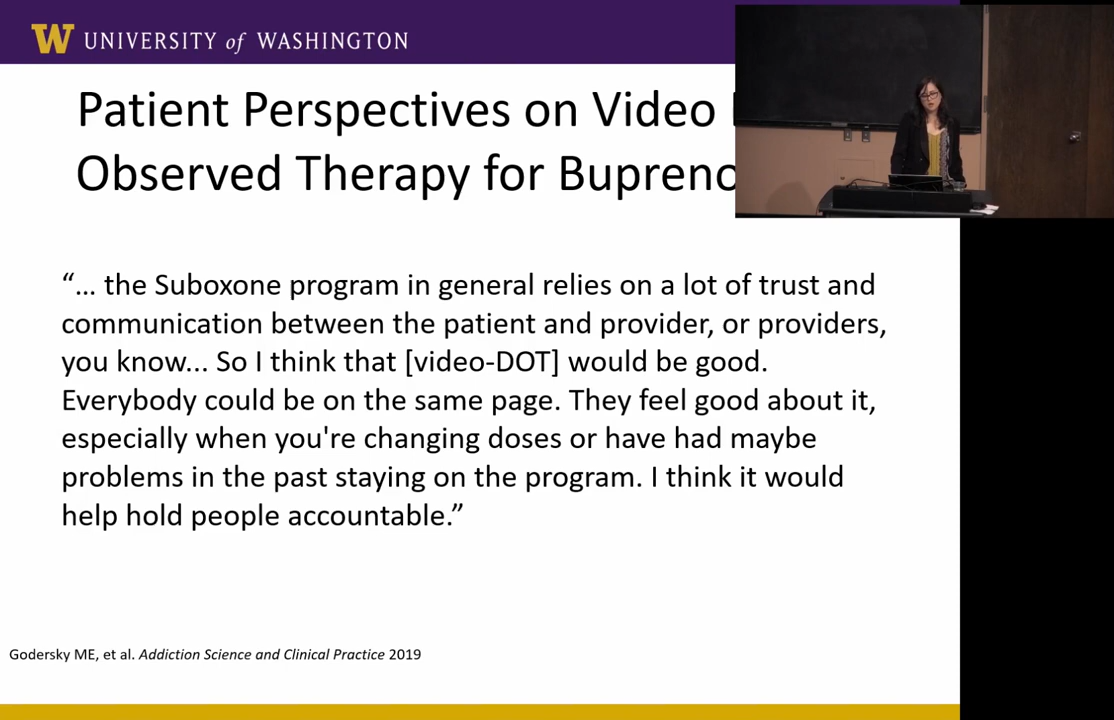 W UNIVERSITY of WASHINGTON
Patient Perspectives on Video
Observed Therapy for
“... the Suboxone program in general relies on a lot of trust and
communication between the patient and provider, or providers,
you know... So I think that [video-DOT] would be good.
Everybody could be on the same page. They feel good about it,
especially when you're changing doses or have had maybe
problems in the past staying on the program. I think it would
help hold people accountable.”
Godersky ME, et al. Addiction Science and Clinical Practice 2019